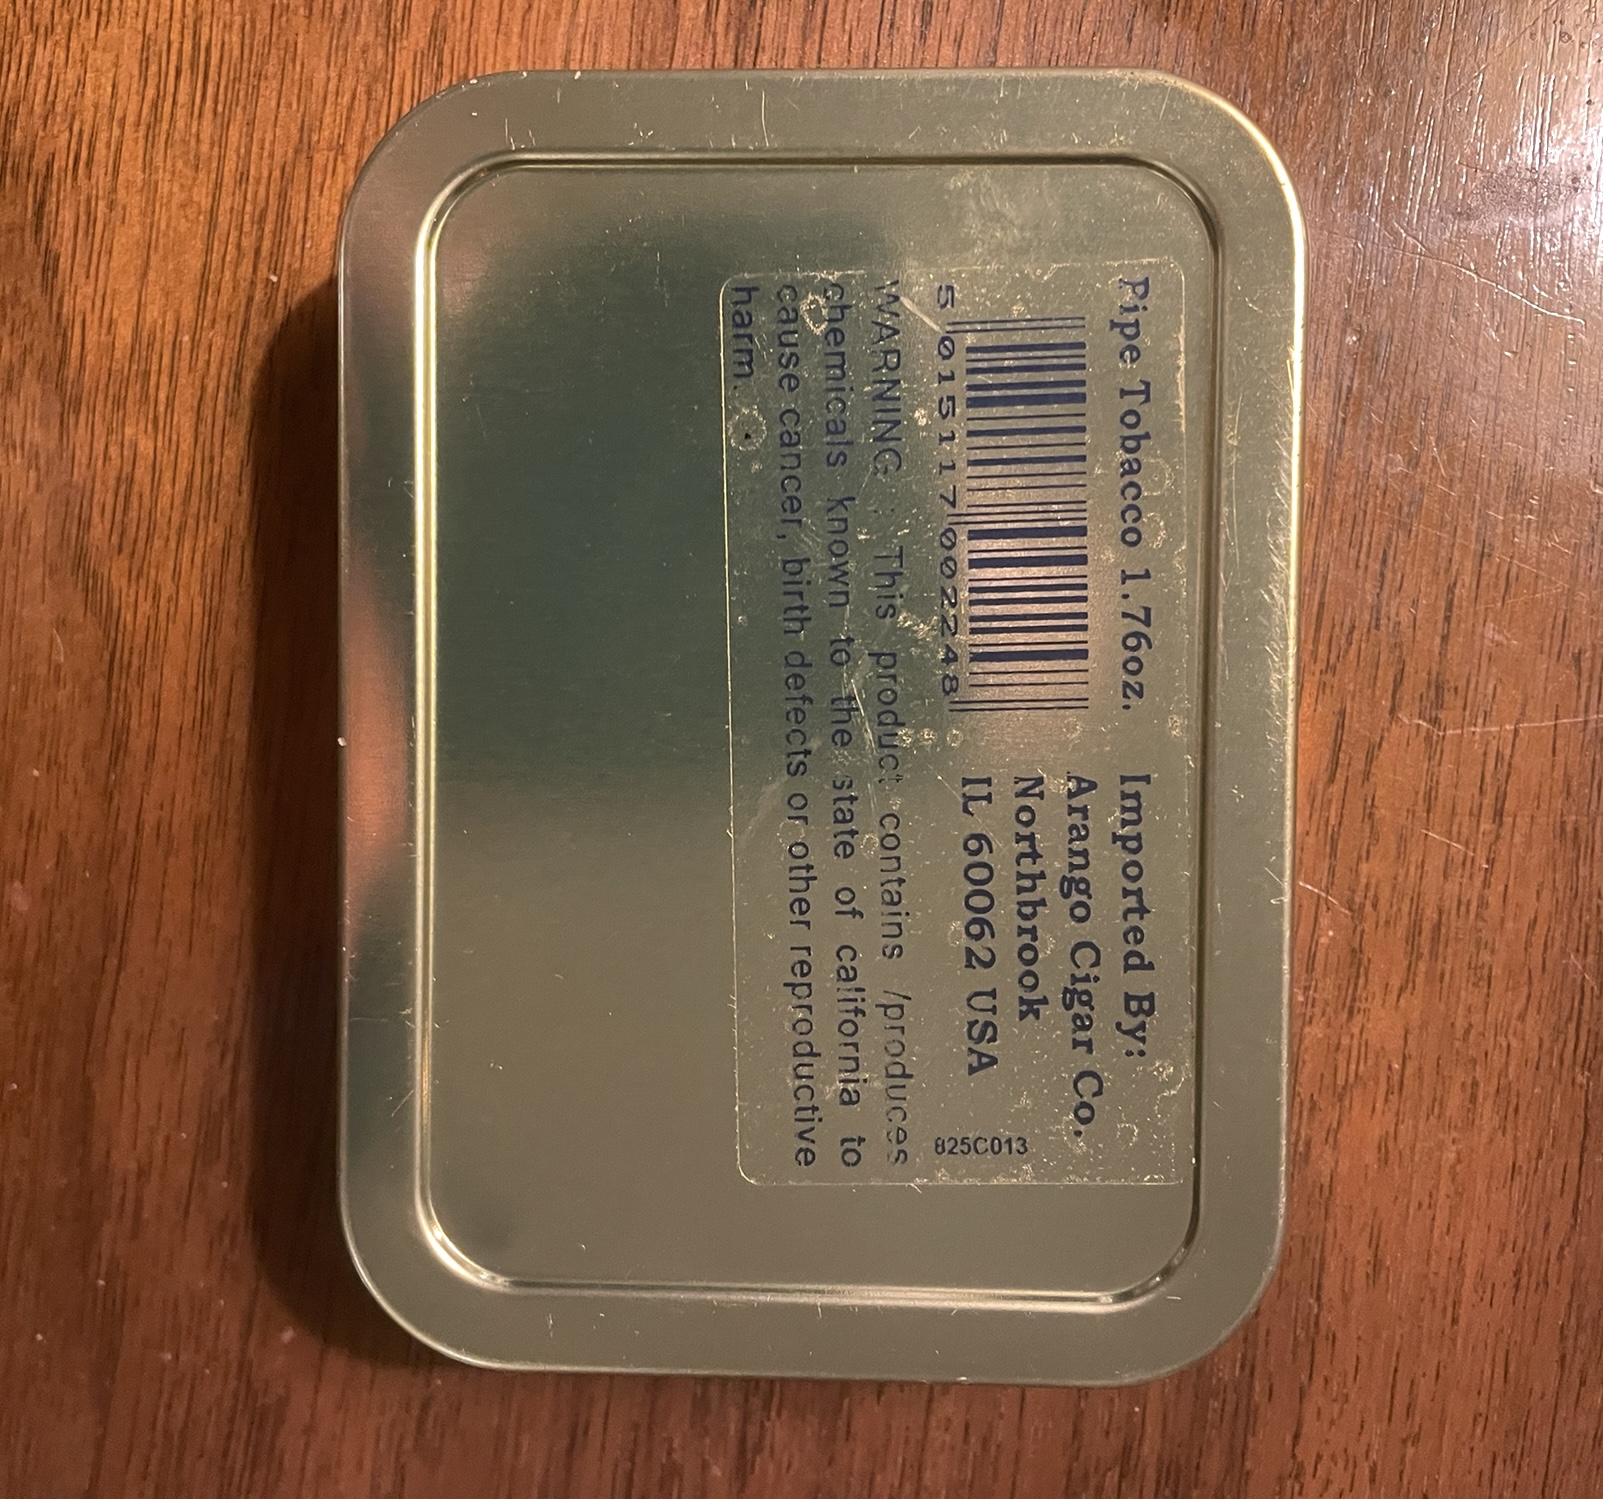 Pipe Tobacco 1.76oz.
5 015117 002248
Imported By:
Arango Cigar Co.
Northbrook
IL 60062 USA
825C013
WARNING : This product contains /produces
chemicals known to the state of california to
cause cancer, birth defects or other reproductive
harm.